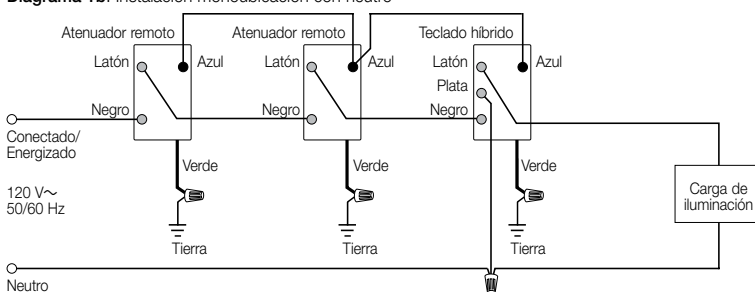 Diagrama 1b: Instalación monoubicación con neutro
Atenuador remoto
Atenuador remoto
Teclado híbrido
Latón
Azul
Latón
Azul
Latón
Azul
Plata
Negro
Negro
Negro
Conectado/
Energizado
Verde
Verde
Verde
120 V~
50/60 Hz
Carga de
iluminación
Tierra
Tierra
Tierra
Neutro